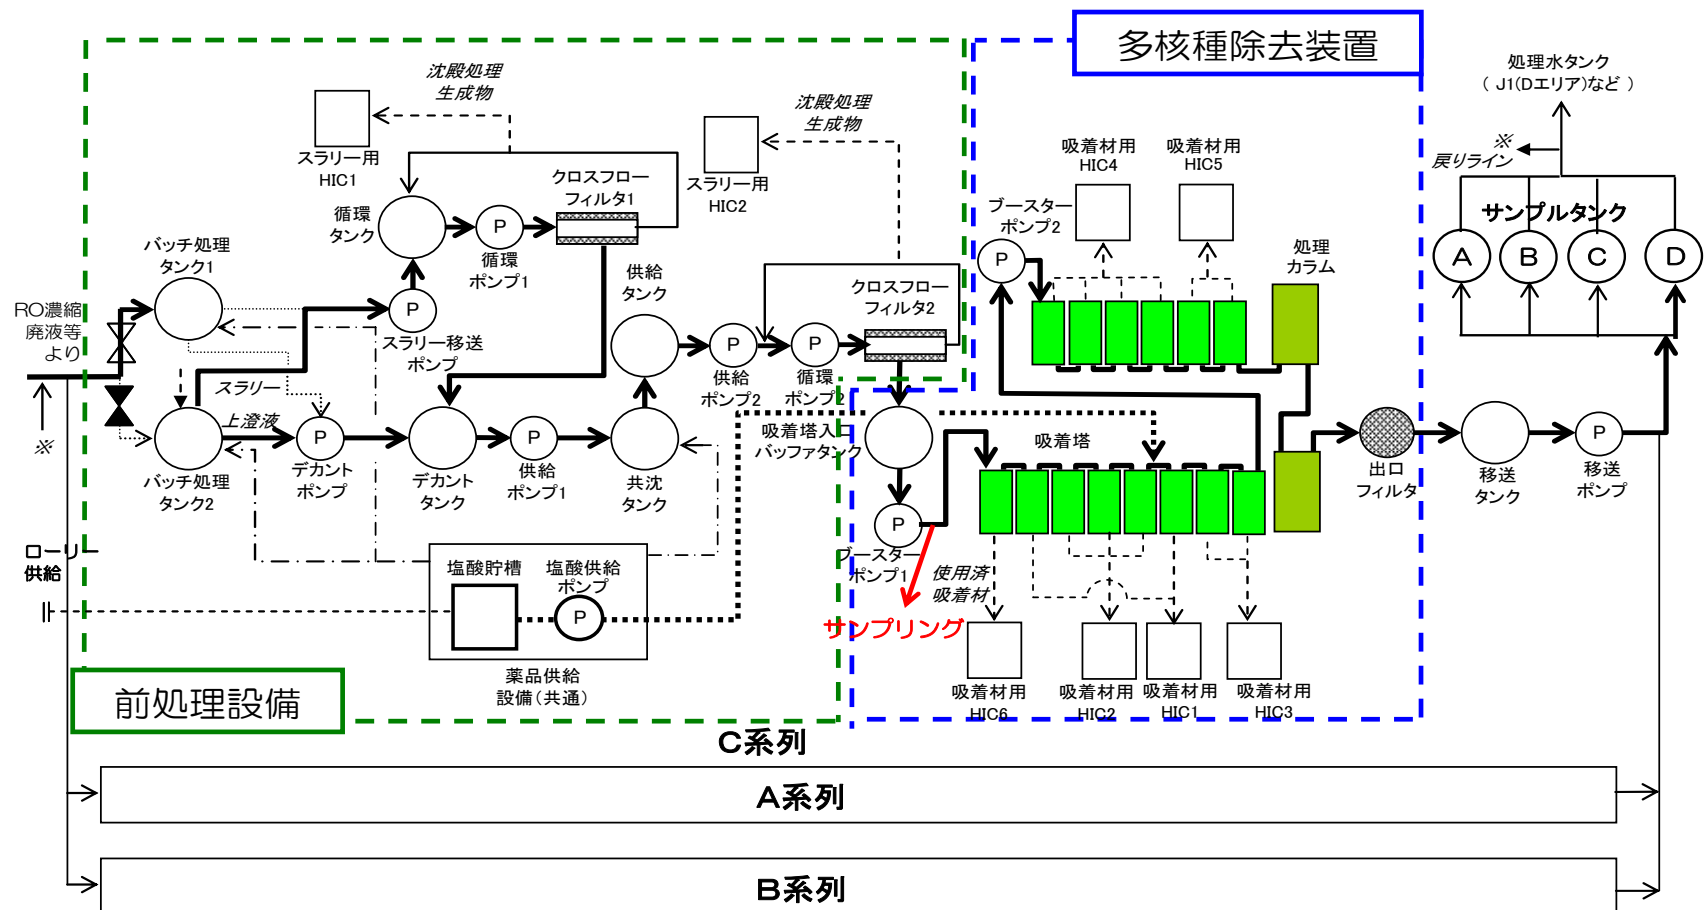 多核種除去装置
処理水タンク
( J1(Dエリア)など )
※
戻りライン
サンプルタンク
A
B
C
D
沈殿処理
生成物
スラリー用
HIC1
沈殿処理
生成物
スラリー用
HIC2
クロスフロー
フィルタ1
循環
タンク
P
循環
ポンプ1
バッチ処理
タンク1
RO濃縮
廃液等
より
※
P
スラリー移送
ポンプ
供給
タンク
クロスフロー
フィルタ2
P
供給
ポンプ2
P
循環
ポンプ2
スラリー
上澄液
バッチ処理
タンク2
P
デカント
ポンプ
デカント
タンク
P
供給
ポンプ1
共沈
タンク
吸着塔入口
バッファタンク
P
ブースター
ポンプ1
吸着材用
HIC4
吸着材用
HIC5
ブースター
ポンプ2
P
処理
カラム
吸着塔
出口
フィルタ
移送
タンク
P
移送
ポンプ
ローリー
供給
塩酸貯槽
塩酸供給
ポンプ
P
薬品供給
設備(共通)
使用済
吸着材
サンプリング
吸着材用
HIC6
吸着材用
HIC2
吸着材用
HIC1
吸着材用
HIC3
前処理設備
C系列
A系列
B系列